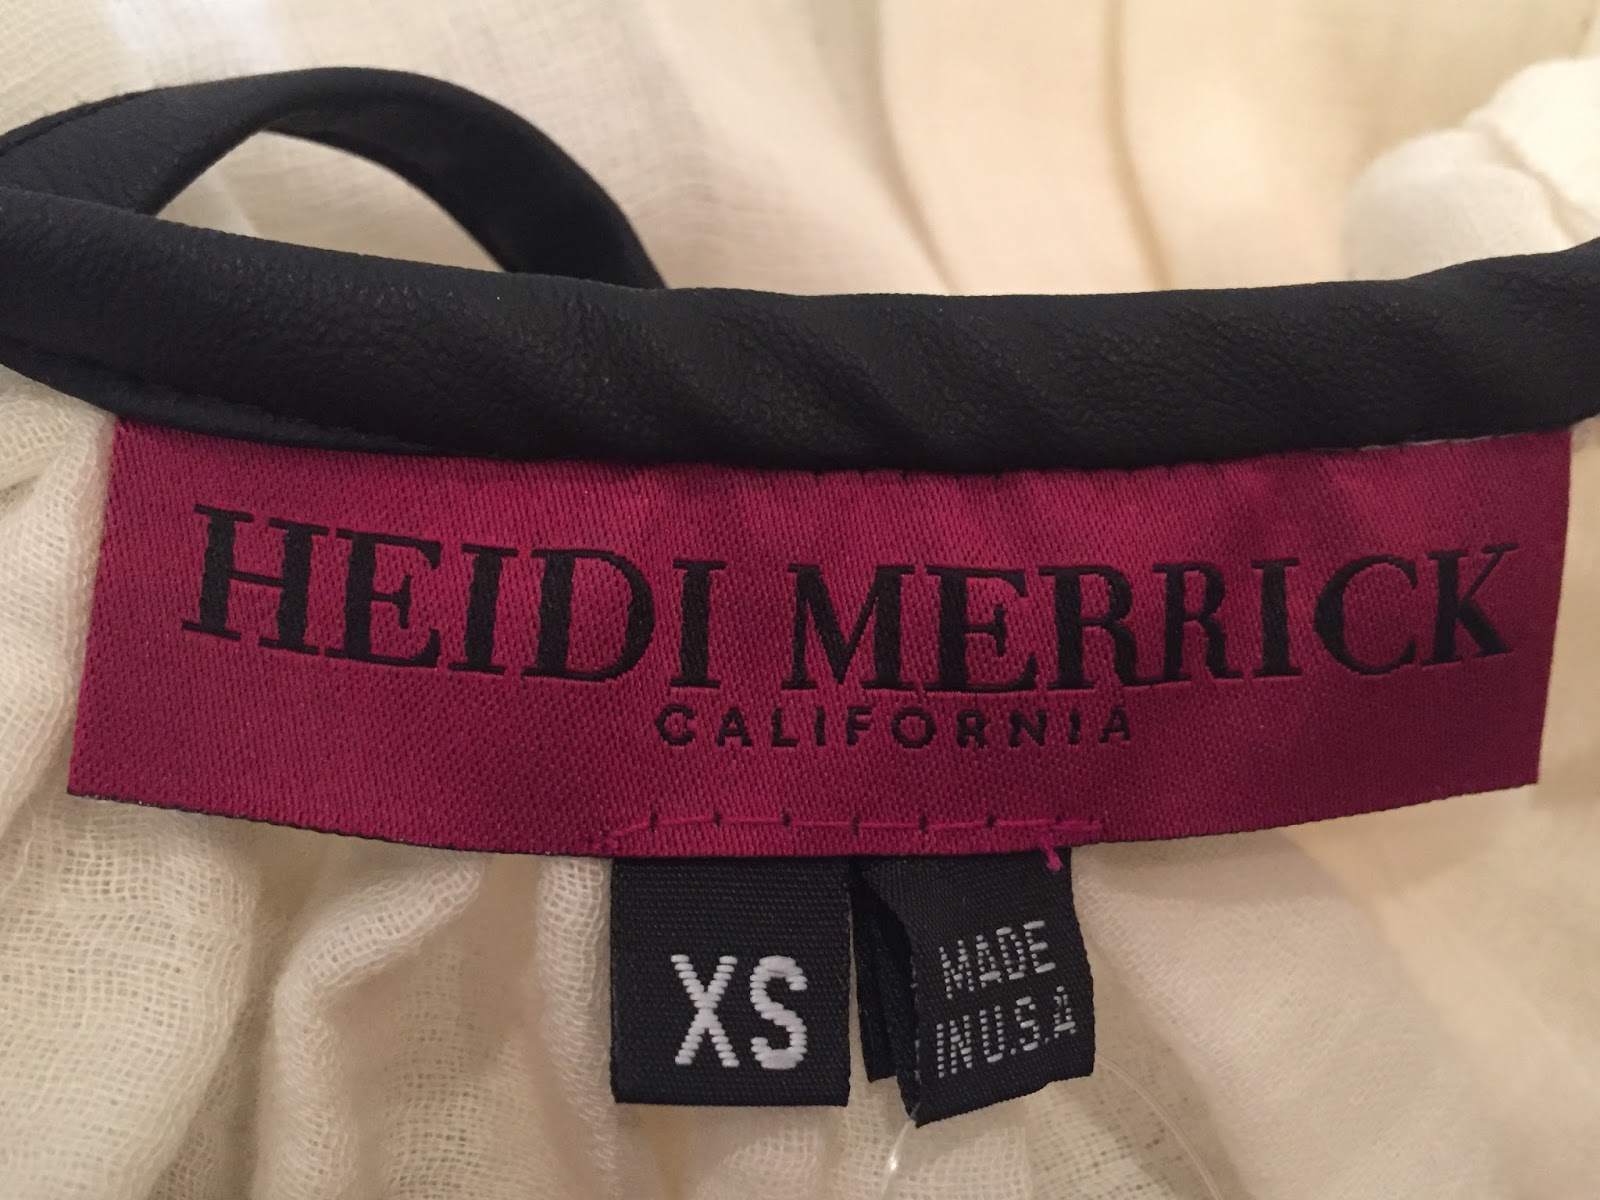 HEIDI MERRICK
CALIFORNIA
XS
MADE
IN U.S.A